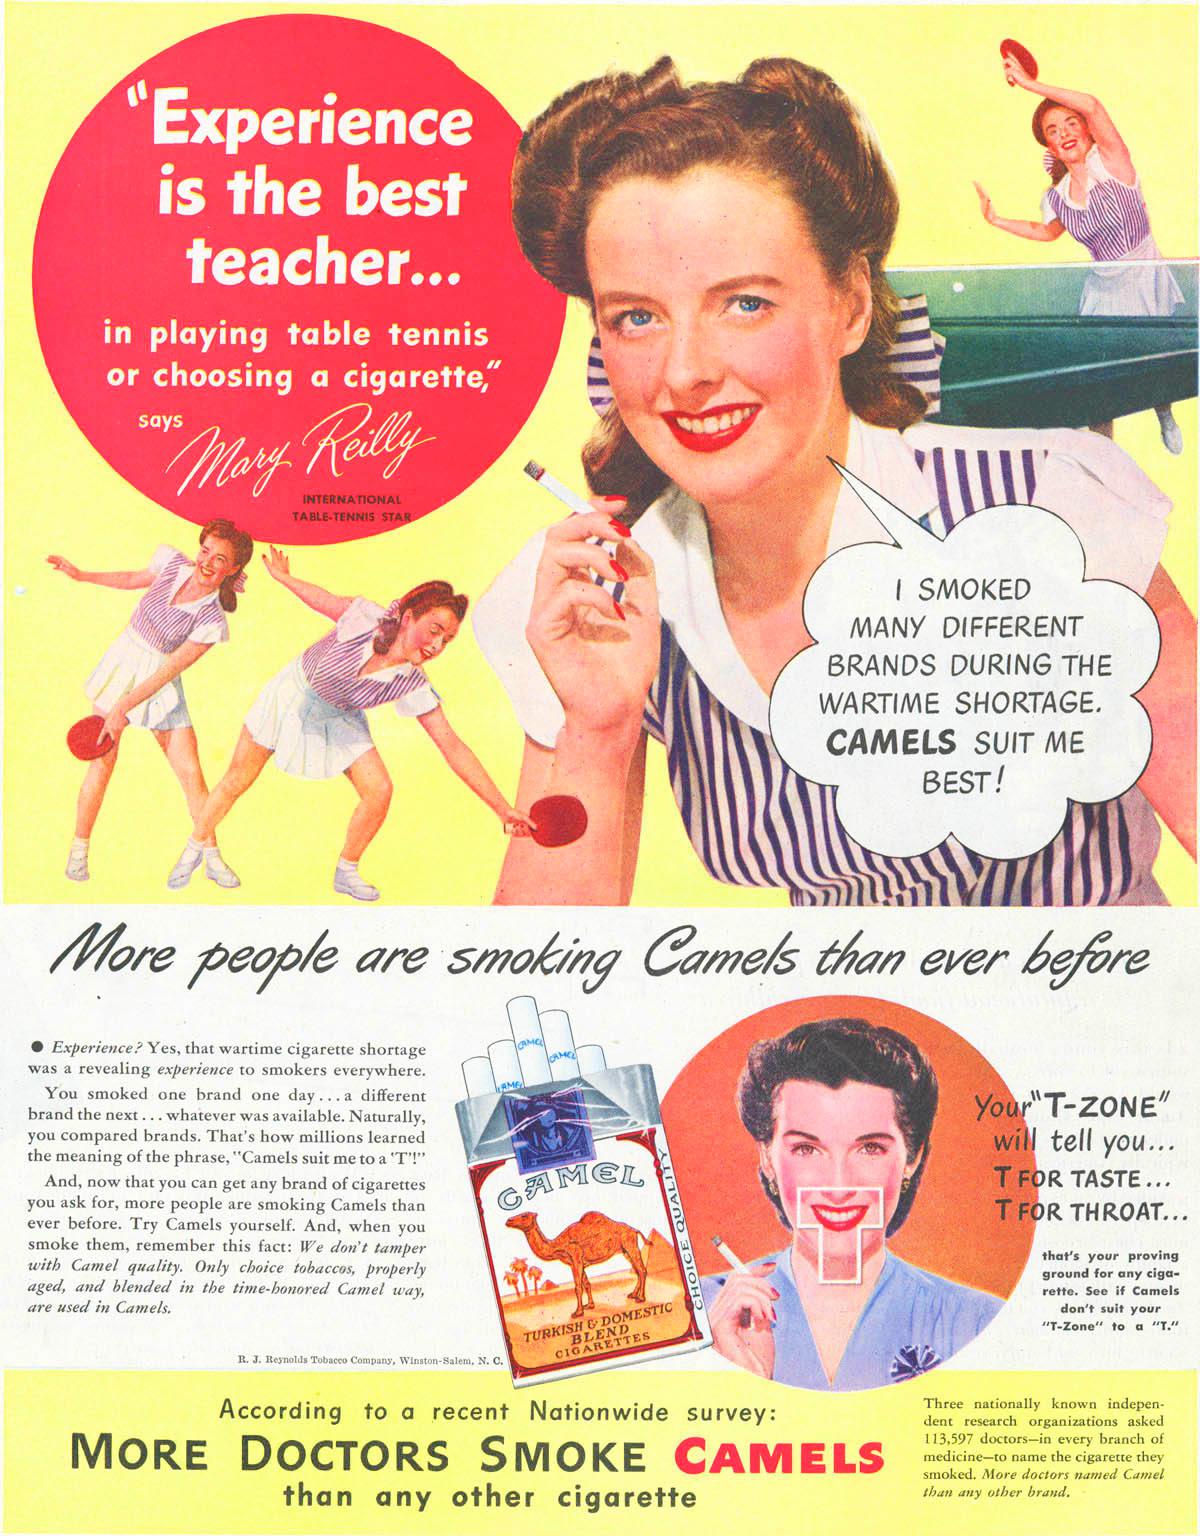 "Experience
is the best
teacher...
in playing table tennis
or choosing a cigarette,"
says
Mary Reilly
INTERNATIONAL
TABLE-TENNIS STAR
I SMOKED
MANY DIFFERENT
BRANDS DURING THE
WARTIME SHORTAGE.
CAMELS SUIT ME
BEST!
More people are smoking Camels than ever before
● Experience? Yes, that wartime cigarette shortage
was a revealing experience to smokers everywhere.
You smoked one brand one day...a different
brand the next...whatever was available. Naturally,
you compared brands. That's how millions learned
the meaning of the phrase, "Camels suit me to a 'T'!"
And, now that you can get any brand of cigarettes
you ask for, more people are smoking Camels than
ever before. Try Camels yourself. And, when you
smoke them, remember this fact: We don't tamper
with Camel quality. Only choice tobaccos, properly
aged, and blended in the time-honored Camel way,
are used in Camels.
R. J. Reynolds Tobacco Company, Winston-Salem, N. C.
CAMEL
CAMEL
CAMEL
CAMEL
CHOICE QUALITY
TURKISH & DOMESTIC
BLEND
CIGARETTES
Your "T-ZONE"
will tell you...
T FOR TASTE...
T FOR THROAT...
that's your proving
ground for any ciga-
rette. See if Camels
don't suit your
"T-Zone" to a "T."
According to a recent Nationwide survey:
MORE DOCTORS SMOKE CAMELS
than any other cigarette
Three nationally known indepen-
dent research organizations asked
113,597 doctors—in every branch of
medicine—to name the cigarette they
smoked. More doctors named Camel
than any other brand.